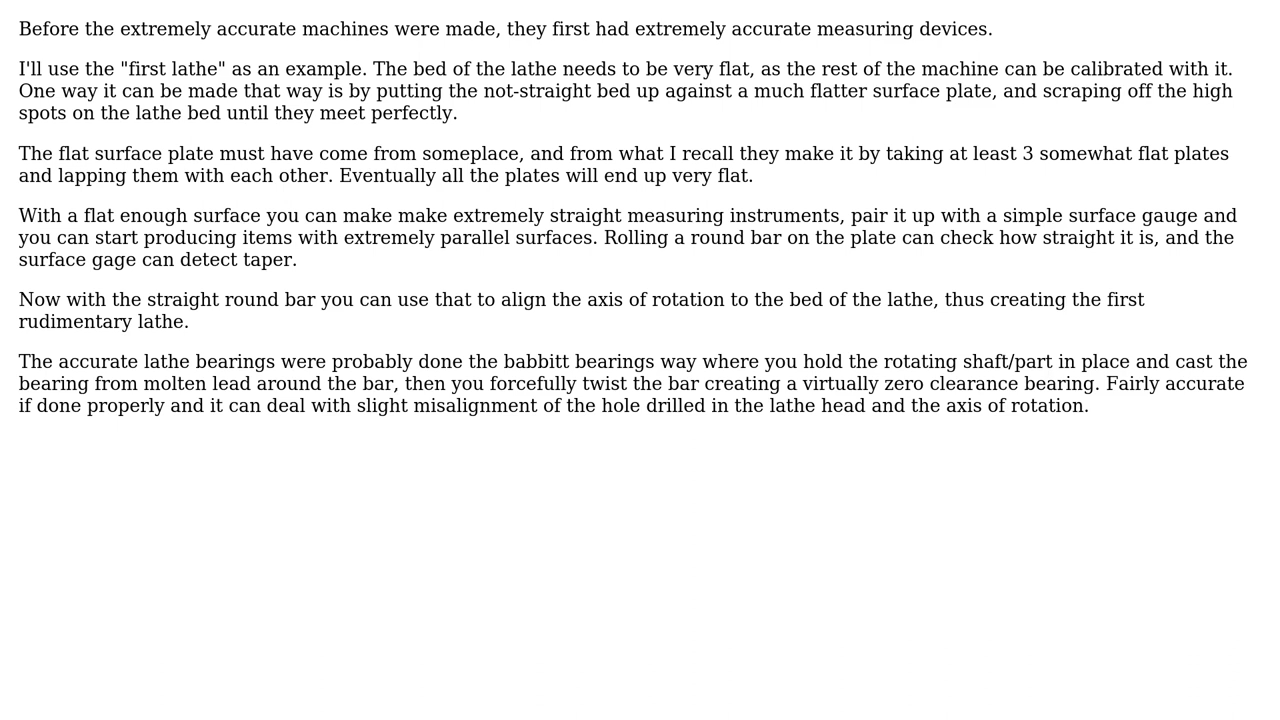 Before the extremely accurate machines were made, they first had extremely accurate measuring devices.
I'll use the "first lathe" as an example. The bed of the lathe needs to be very flat, as the rest of the machine can be calibrated with it.
One way it can be made that way is by putting the not-straight bed up against a much flatter surface plate, and scraping off the high
spots on the lathe bed until they meet perfectly.
The flat surface plate must have come from someplace, and from what I recall they make it by taking at least 3 somewhat flat plates
and lapping them with each other. Eventually all the plates will end up very flat.
With a flat enough surface you can make make extremely straight measuring instruments, pair it up with a simple surface gauge and
you can start producing items with extremely parallel surfaces. Rolling a round bar on the plate can check how straight it is, and the
surface gage can detect taper.
Now with the straight round bar you can use that to align the axis of rotation to the bed of the lathe, thus creating the first
rudimentary lathe.
The accurate lathe bearings were probably done the babbitt bearings way where you hold the rotating shaft/part in place and cast the
bearing from molten lead around the bar, then you forcefully twist the bar creating a virtually zero clearance bearing. Fairly accurate
if done properly and it can deal with slight misalignment of the hole drilled in the lathe head and the axis of rotation.